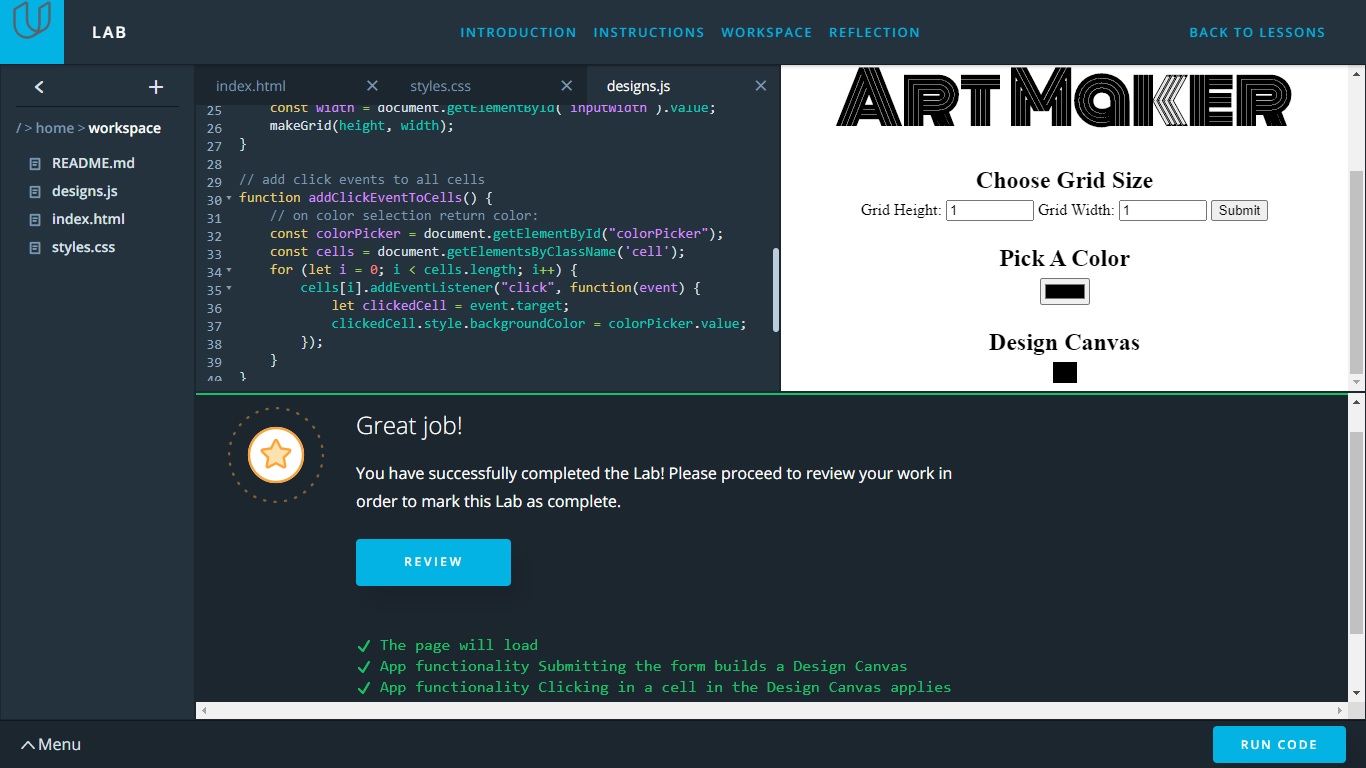 LAB
INTRODUCTION INSTRUCTIONS WORKSPACE REFLECTION
BACK TO LESSONS
/ > home > workspace
README.md
designs.js
index.html
styles.css
index.html styles.css designs.js
25 const width = document.getElementById("inputWidth").value;
26 makeGrid(height, width);
27 }
28
29 // add click events to all cells
30 function addClickEventToCells() {
31 // on color selection return color:
32 const colorPicker = document.getElementById("colorPicker");
33 const cells = document.getElementsByClassName('cell');
34 for (let i = 0; i < cells.length; i++) {
35 cells[i].addEventListener("click", function(event) {
36 let clickedCell = event.target;
37 clickedCell.style.backgroundColor = colorPicker.value;
38 });
39 }
40 }
ART MAKER
Choose Grid Size
Grid Height: 1 Grid Width: 1 Submit
Pick A Color
Design Canvas
Great job!
You have successfully completed the Lab! Please proceed to review your work in
order to mark this Lab as complete.
REVIEW
✓ The page will load
✓ App functionality Submitting the form builds a Design Canvas
✓ App functionality Clicking in a cell in the Design Canvas applies
Menu
RUN CODE